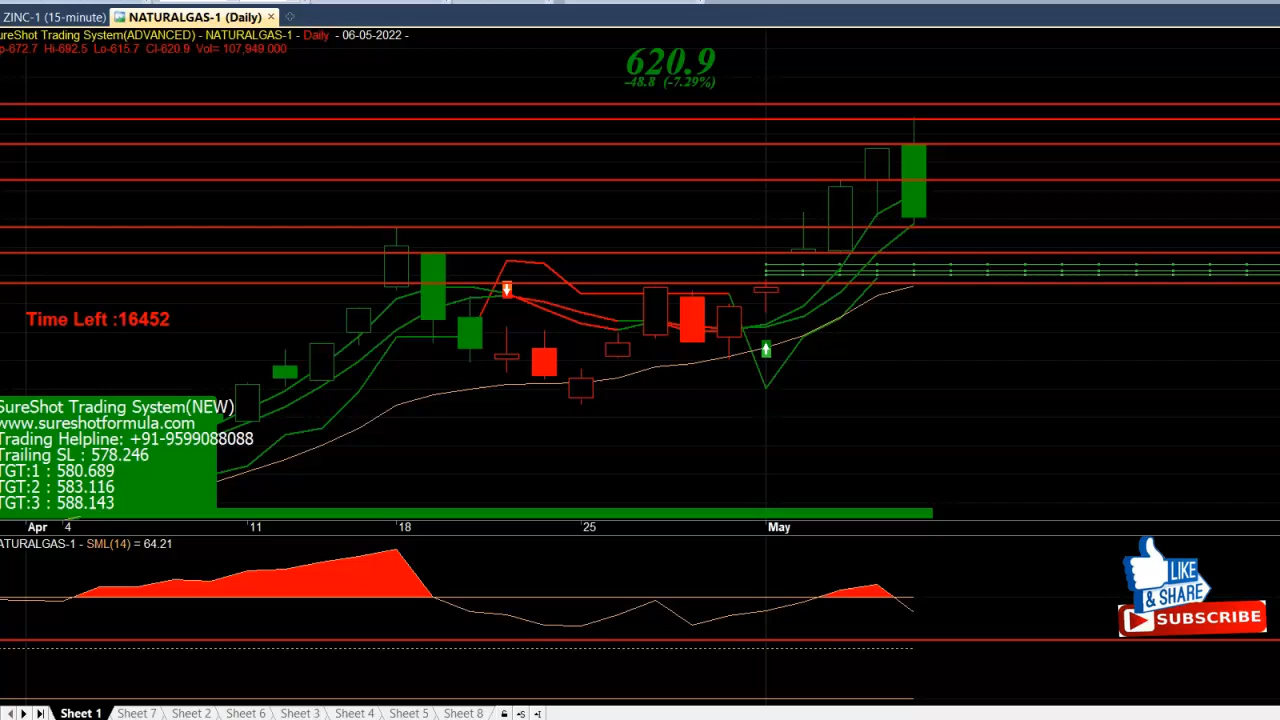 ZINC-1 (15-minute) NATURALGAS-1 (Daily)
ureShot Trading System(ADVANCED) - NATURALGAS-1 - Daily - 06-05-2022 -
p-672.7 Hi-692.5 Lo-615.7 Cl-620.9 Vol= 107,949.000
620.9
-48.8 (-7.29%)
Time Left :16452
SureShot Trading System(NEW)
www.sureshotformula.com
Trading Helpline: +91-9599088088
Trailing SL : 578.246
TGT:1 : 580.689
TGT:2 : 583.116
TGT:3 : 588.143
Apr 4 11 18 25 May
ATURALGAS-1 - SML(14) = 64.21
LIKE
& SHARE
SUBSCRIBE
Sheet 1 Sheet 7 Sheet 2 Sheet 6 Sheet 3 Sheet 4 Sheet 5 Sheet 8